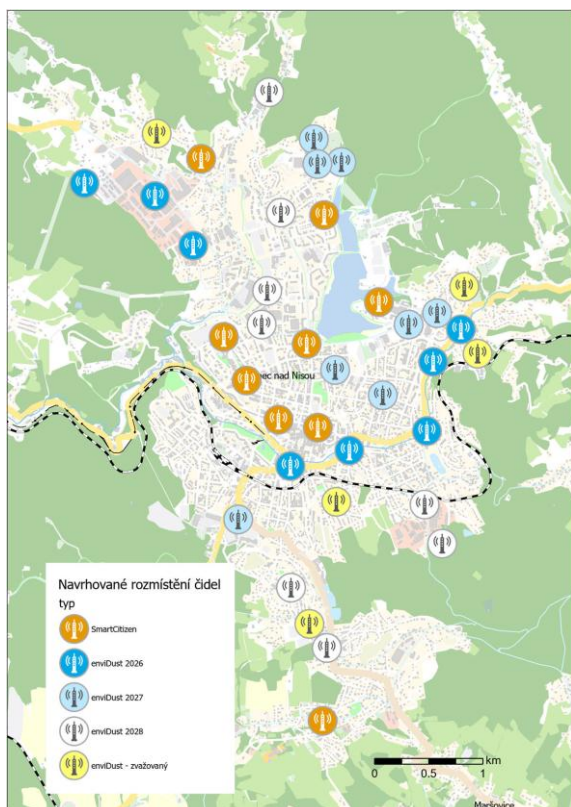 ec nad Nisou
Navrhované rozmístění čidel
typ
SmartCitizen
enviDust 2026
enviDust 2027
enviDust 2028
enviDust - zvažovaný
km
0 0.5 1
Maršovice